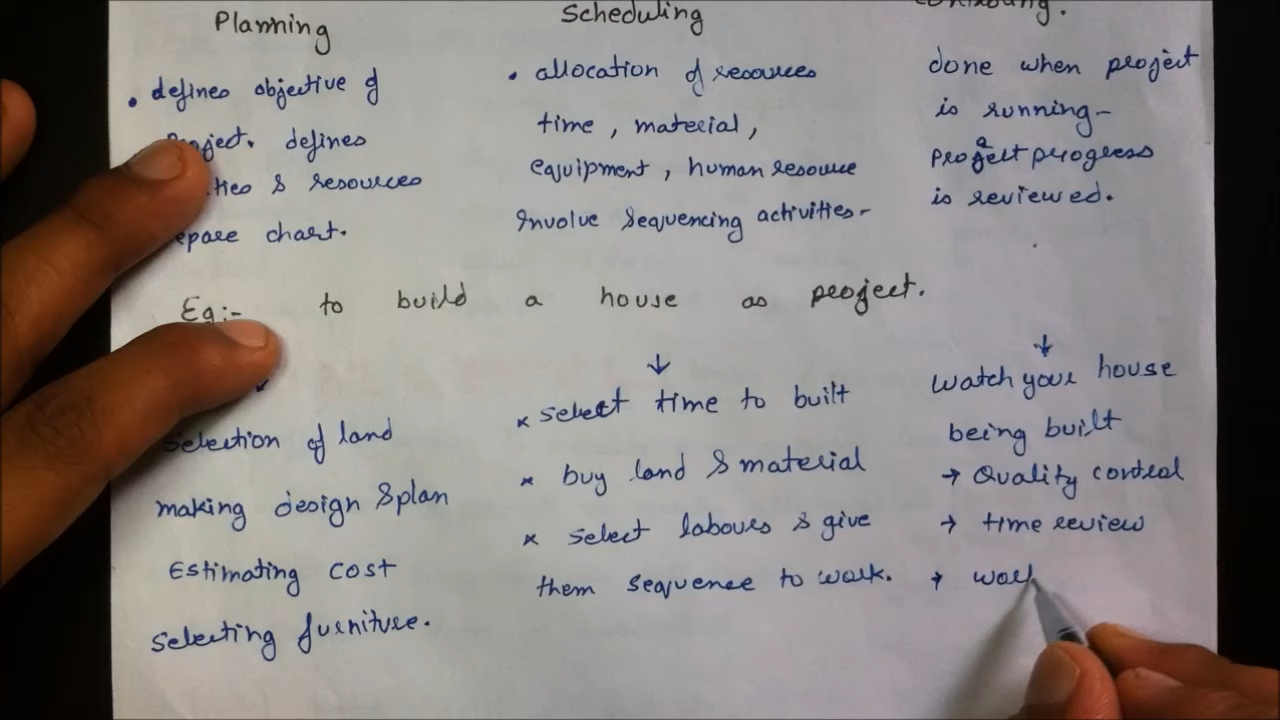 Planning
• defines objective of
defines
& resources
chart.
Scheduling
• allocation of resources
time, material,
equipment, human resource
Involve Sequencing activities-
done when project
is running-
project progress
is reviewed.
Eg:- to build a house as project.
Selection of land
making design & plan
Estimating cost
selecting furniture.
↓
× select time to built
× buy land & material
× select labours & give
them sequence to work.
↓
Watch your house
being built
→ Quality control
→ time review
→ wor